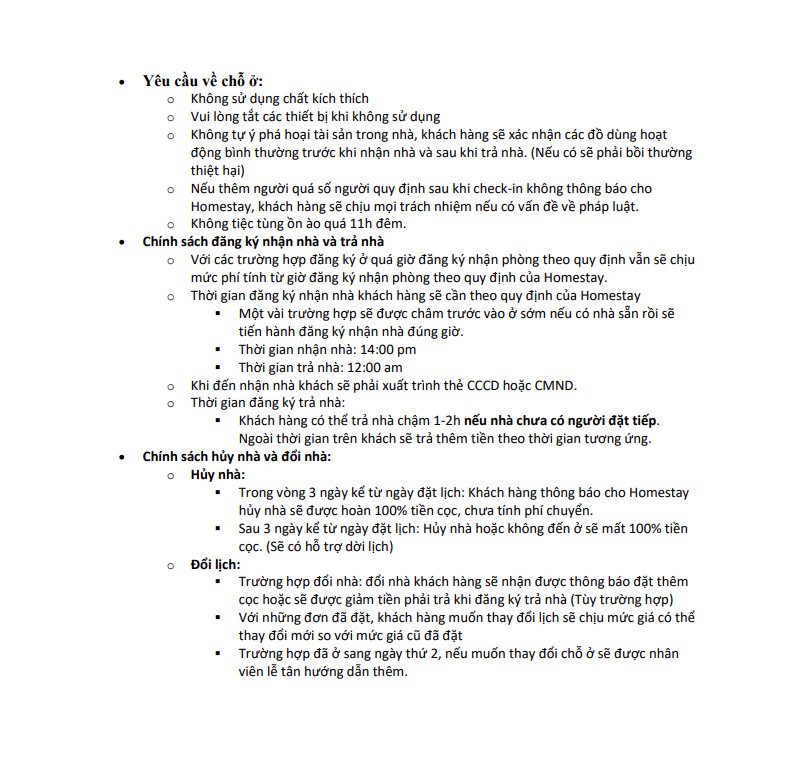 • Yêu cầu về chỗ ở:
o Không sử dụng chất kích thích
o Vui lòng tắt các thiết bị khi không sử dụng
o Không tự ý phá hoại tài sản trong nhà, khách hàng sẽ xác nhận các đồ dùng hoạt
động bình thường trước khi nhận nhà và sau khi trả nhà. (Nếu có sẽ phải bồi thường
thiệt hại)
o Nếu thêm người quá số người quy định sau khi check-in không thông báo cho
Homestay, khách hàng sẽ chịu mọi trách nhiệm nếu có vấn đề về pháp luật.
o Không tiệc tùng ồn ào quá 11h đêm.
• Chính sách đăng ký nhận nhà và trả nhà
o Với các trường hợp đăng ký ở quá giờ đăng ký nhận phòng theo quy định vẫn sẽ chịu
mức phí tính từ giờ đăng ký nhận phòng theo quy định của Homestay.
o Thời gian đăng ký nhận nhà khách hàng sẽ cần theo quy định của Homestay
▪ Một vài trường hợp sẽ được châm trước vào ở sớm nếu có nhà sẵn rồi sẽ
tiến hành đăng ký nhận nhà đúng giờ.
▪ Thời gian nhận nhà: 14:00 pm
▪ Thời gian trả nhà: 12:00 am
o Khi đến nhận nhà khách sẽ phải xuất trình thẻ CCCD hoặc CMND.
o Thời gian đăng ký trả nhà:
▪ Khách hàng có thể trả nhà chậm 1-2h nếu nhà chưa có người đặt tiếp.
Ngoài thời gian trên khách sẽ trả thêm tiền theo thời gian tương ứng.
• Chính sách hủy nhà và đổi nhà:
o Hủy nhà:
▪ Trong vòng 3 ngày kể từ ngày đặt lịch: Khách hàng thông báo cho Homestay
hủy nhà sẽ được hoàn 100% tiền cọc, chưa tính phí chuyển.
▪ Sau 3 ngày kể từ ngày đặt lịch: Hủy nhà hoặc không đến ở sẽ mất 100% tiền
cọc. (Sẽ có hỗ trợ dời lịch)
o Đổi lịch:
▪ Trường hợp đổi nhà: đổi nhà khách hàng sẽ nhận được thông báo đặt thêm
cọc hoặc sẽ được giảm tiền phải trả khi đăng ký trả nhà (Tùy trường hợp)
▪ Với những đơn đã đặt, khách hàng muốn thay đổi lịch sẽ chịu mức giá có thể
thay đổi mới so với mức giá cũ đã đặt
▪ Trường hợp đã ở sang ngày thứ 2, nếu muốn thay đổi chỗ ở sẽ được nhân
viên lễ tân hướng dẫn thêm.